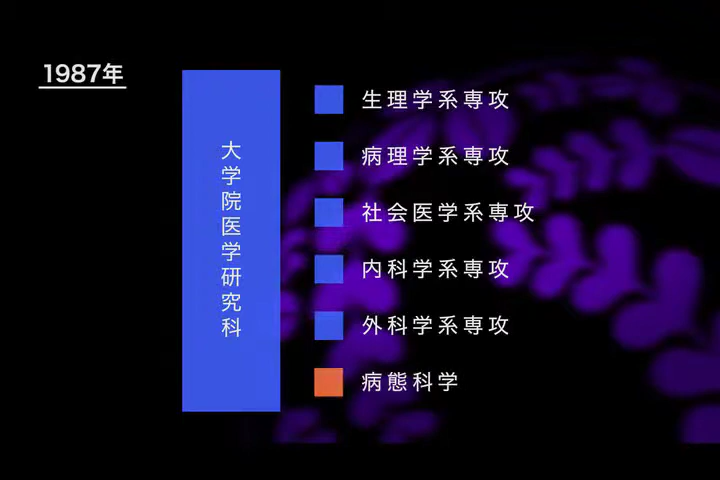 1987年
大学院医学研究科
生理学系専攻
病理学系専攻
社会医学系専攻
内科学系専攻
外科学系専攻
病態科学